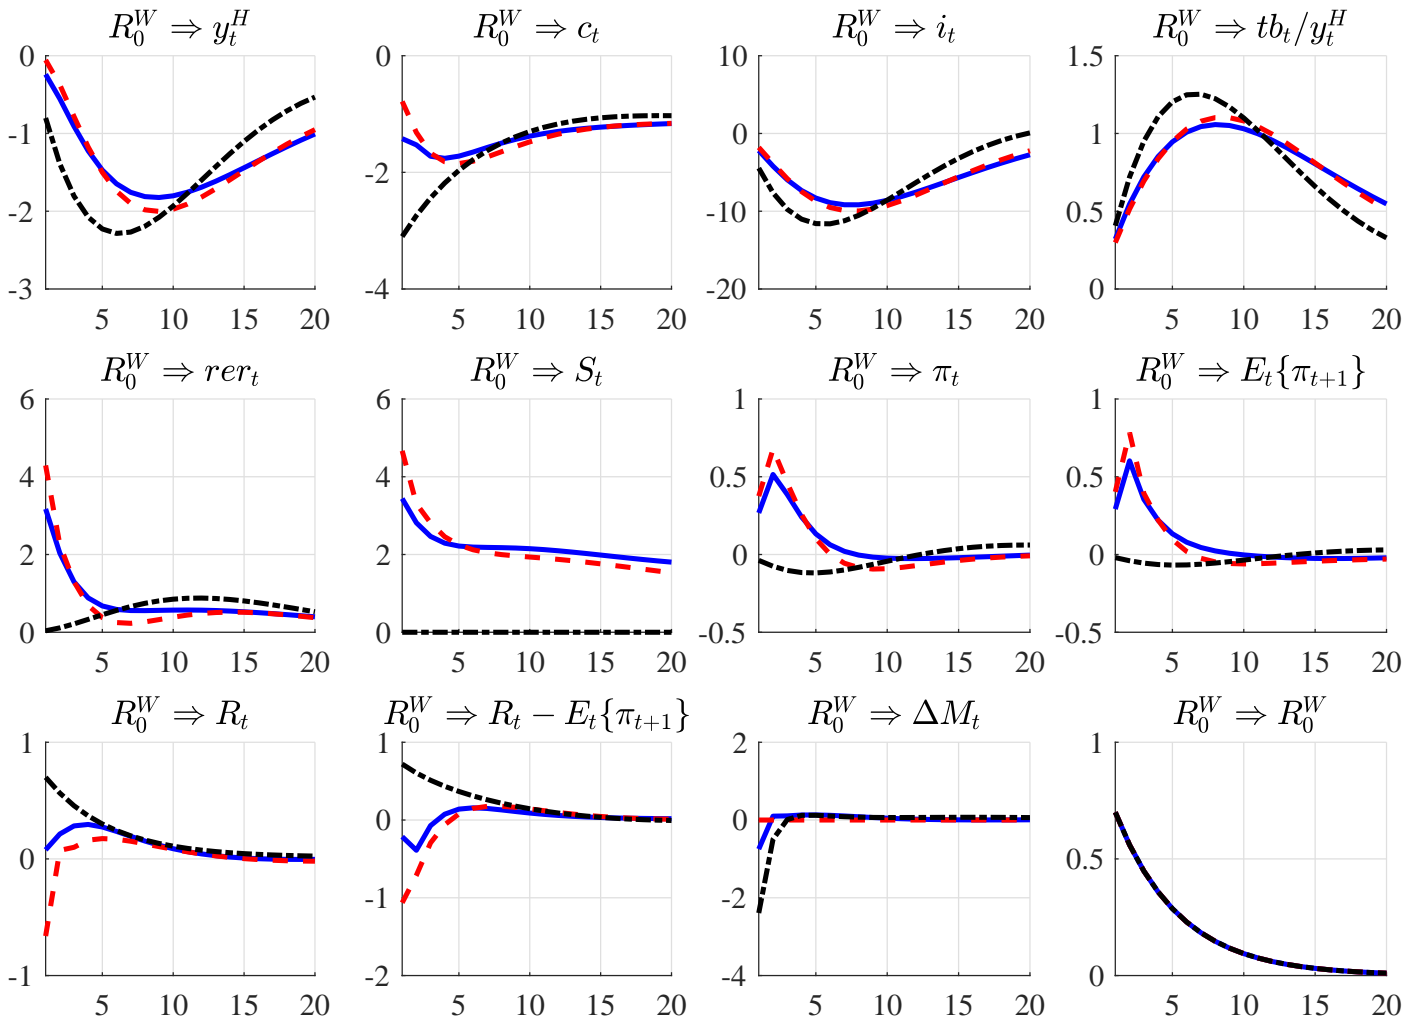 R_0^W ⇒ y_t^H
R_0^W ⇒ c_t
R_0^W ⇒ i_t
R_0^W ⇒ tb_t/y_t^H
0
-1
-2
-3
5 10 15 20
0
-2
-4
5 10 15 20
10
0
-10
-20
5 10 15 20
1.5
1
0.5
0
5 10 15 20
R_0^W ⇒ rer_t
R_0^W ⇒ S_t
R_0^W ⇒ π_t
R_0^W ⇒ E_t{π_{t+1}}
6
4
2
0
5 10 15 20
6
4
2
0
5 10 15 20
1
0.5
0
-0.5
5 10 15 20
1
0.5
0
-0.5
5 10 15 20
R_0^W ⇒ R_t
R_0^W ⇒ R_t − E_t{π_{t+1}}
R_0^W ⇒ ΔM_t
R_0^W ⇒ R_0^W
1
0
-1
5 10 15 20
1
0
-1
-2
5 10 15 20
2
0
-2
-4
5 10 15 20
1
0.5
0
5 10 15 20